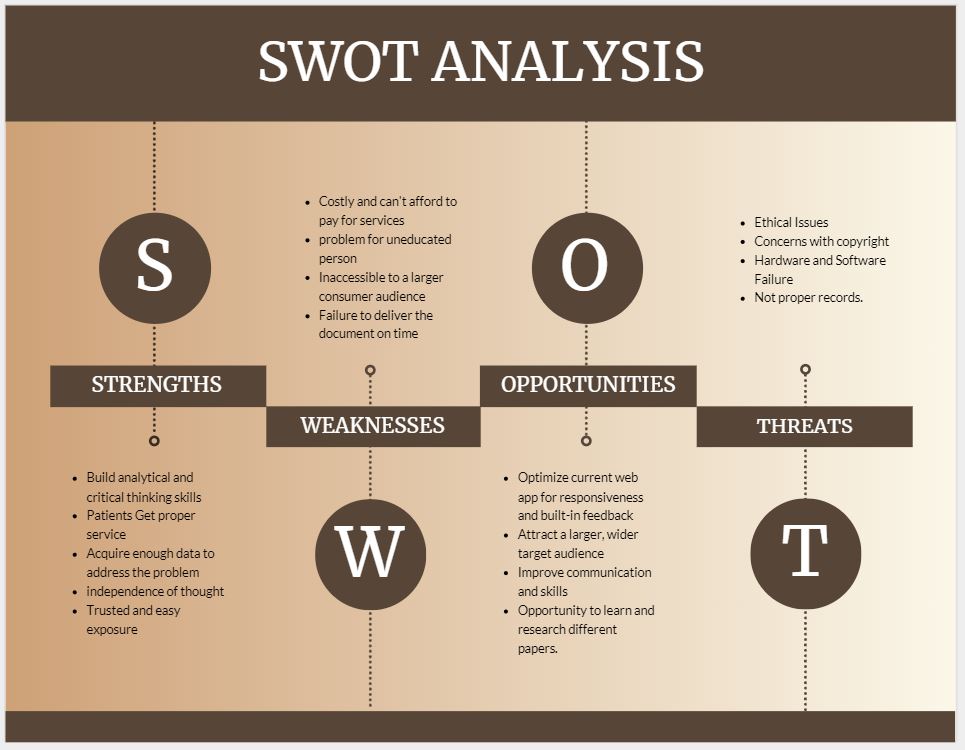 SWOT ANALYSIS
S
STRENGTHS
• Build analytical and
critical thinking skills
• Patients Get proper
service
• Acquire enough data to
address the problem
• independence of thought
• Trusted and easy
exposure
• Costly and can't afford to
pay for services
• problem for uneducated
person
• Inaccessible to a larger
consumer audience
• Failure to deliver the
document on time
WEAKNESSES
W
O
OPPORTUNITIES
• Optimize current web
app for responsiveness
and built-in feedback
• Attract a larger, wider
target audience
• Improve communication
and skills
• Opportunity to learn and
research different
papers.
• Ethical Issues
• Concerns with copyright
• Hardware and Software
Failure
• Not proper records.
THREATS
T